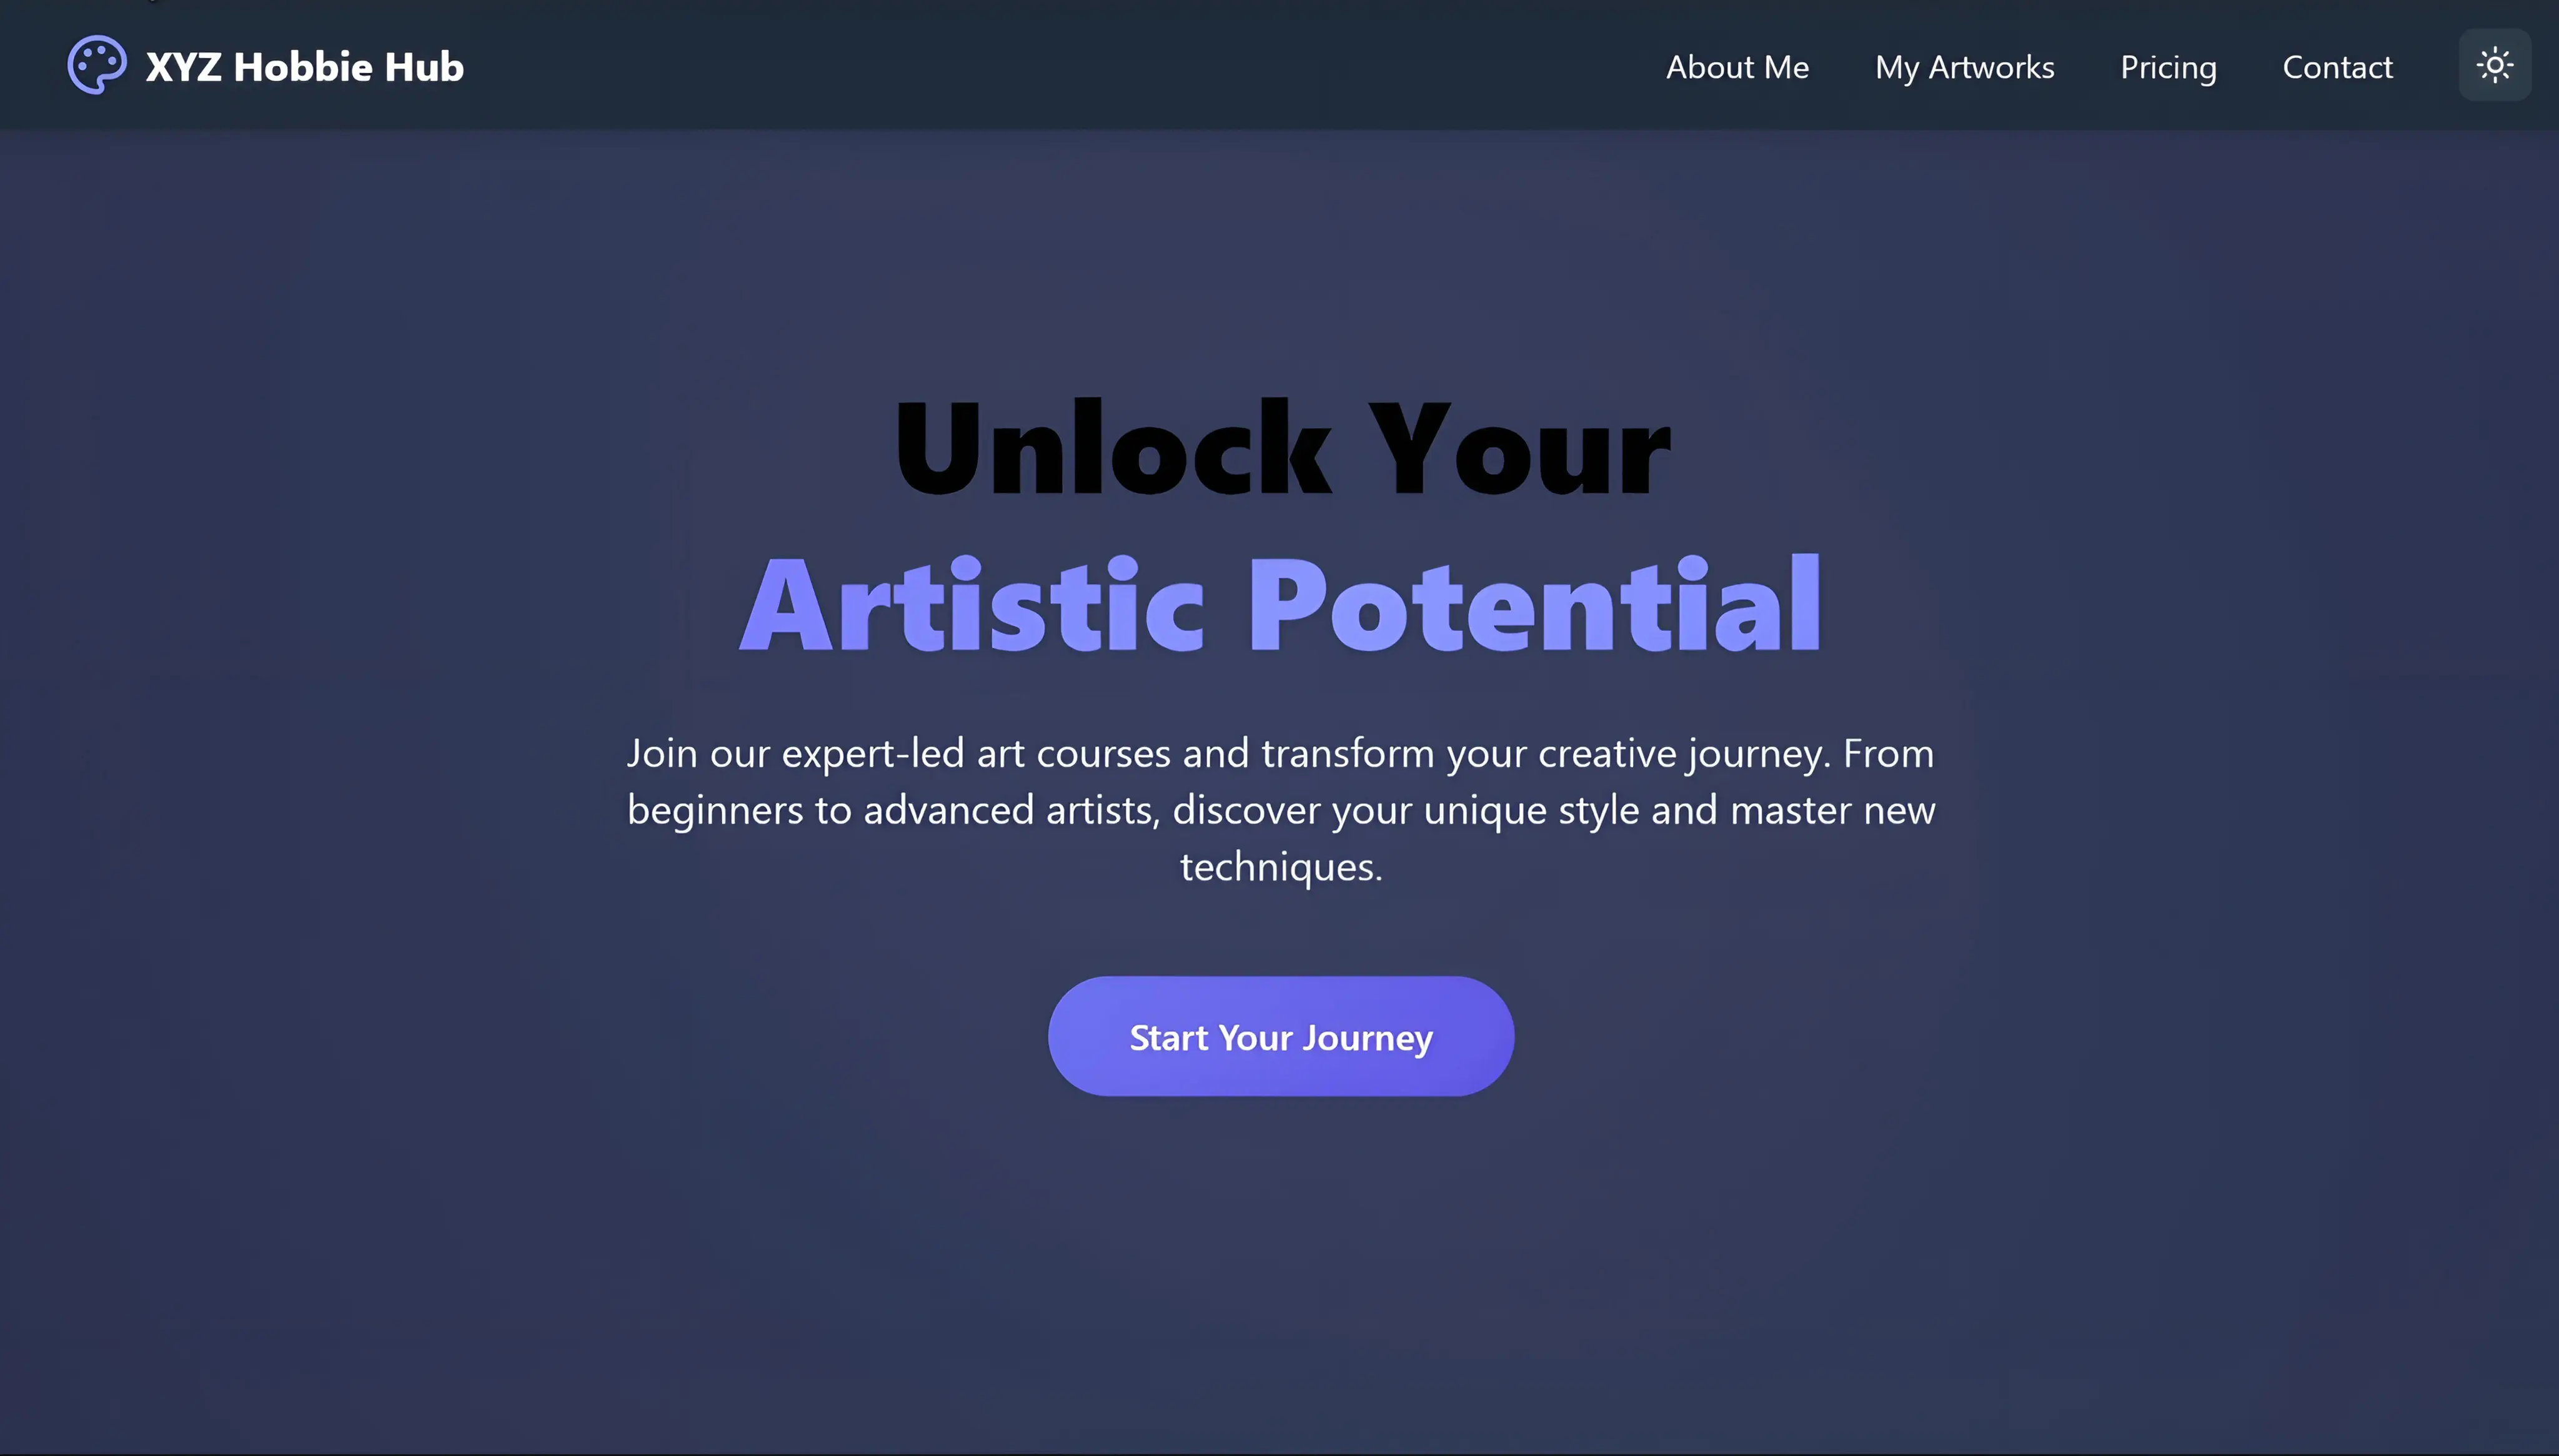 XYZ Hobbie Hub
About Me
My Artworks
Pricing
Contact
Unlock Your
Artistic Potential
Join our expert-led art courses and transform your creative journey. From
beginners to advanced artists, discover your unique style and master new
techniques.
Start Your Journey